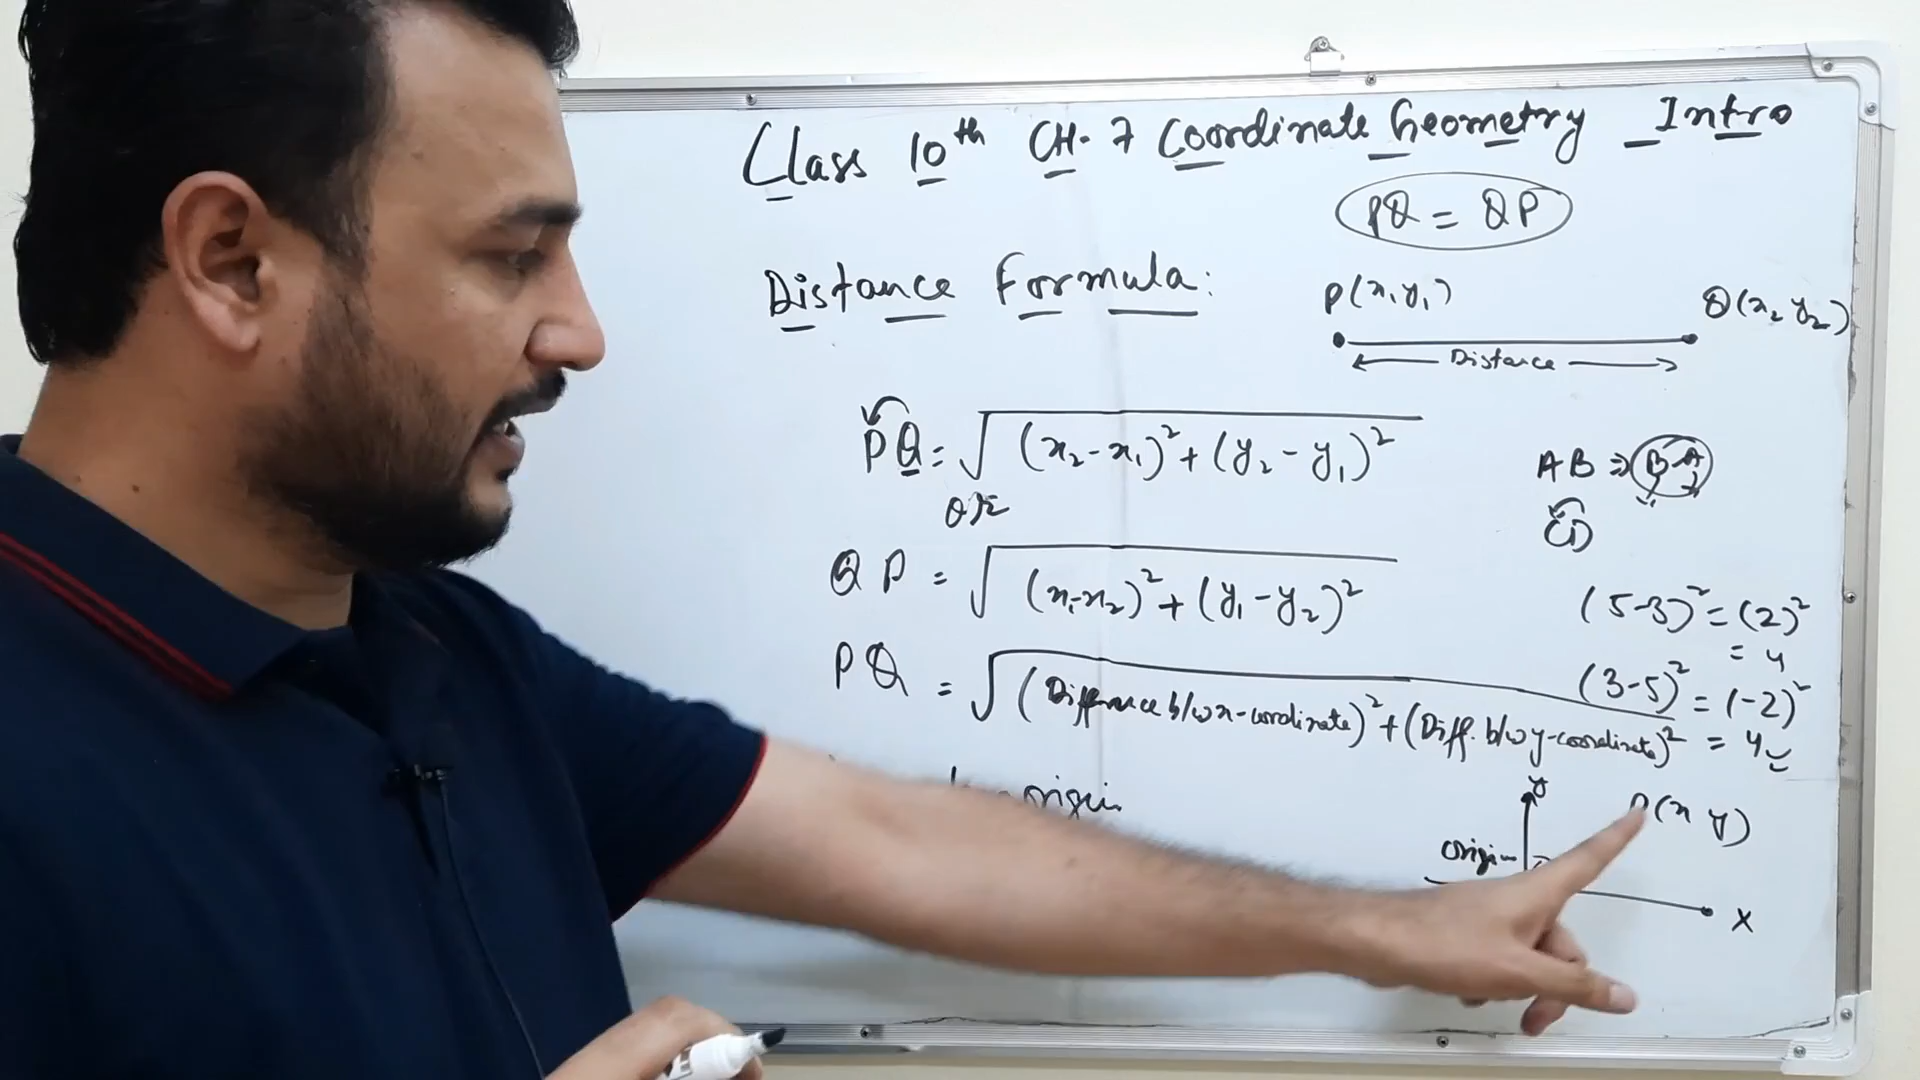 Class 10th CH-7 Coordinate Geometry Intro
PQ = QP
Distance Formula:
P(x₁ y₁)
Q(x₂ y₂)
Distance
PQ = √(x₂-x₁)² + (y₂-y₁)²
AB ⇒ B-A
OR
CD
QP = √(x₁-x₂)² + (y₁-y₂)²
(5-3)² = (2)²
= 4
PQ = √(Difference b/w x-coordinate)² + (Diff. b/w y-coordinate)²
(3-5)² = (-2)²
= 4
origin
y
P(x y)
origin
X